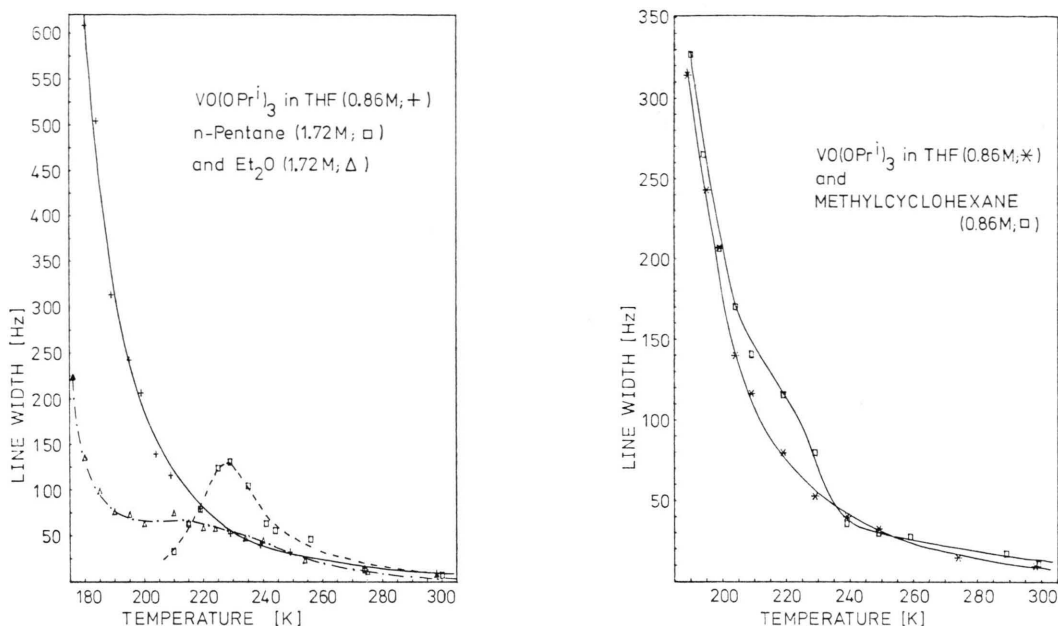 600
550
500
450
400
350
300
250
200
150
100
50
LINE WIDTH [Hz]
VO(OPrⁱ)₃ in THF (0.86M; +)
n-Pentane (1.72M; □)
and Et₂O (1.72M; Δ)
180 200 220 240 260 280 300
TEMPERATURE [K]
350
300
250
200
150
100
50
LINE WIDTH [Hz]
VO(OPrⁱ)₃ in THF (0.86M; *)
and
METHYLCYCLOHEXANE
(0.86M; □)
200 220 240 260 280 300
TEMPERATURE [K]